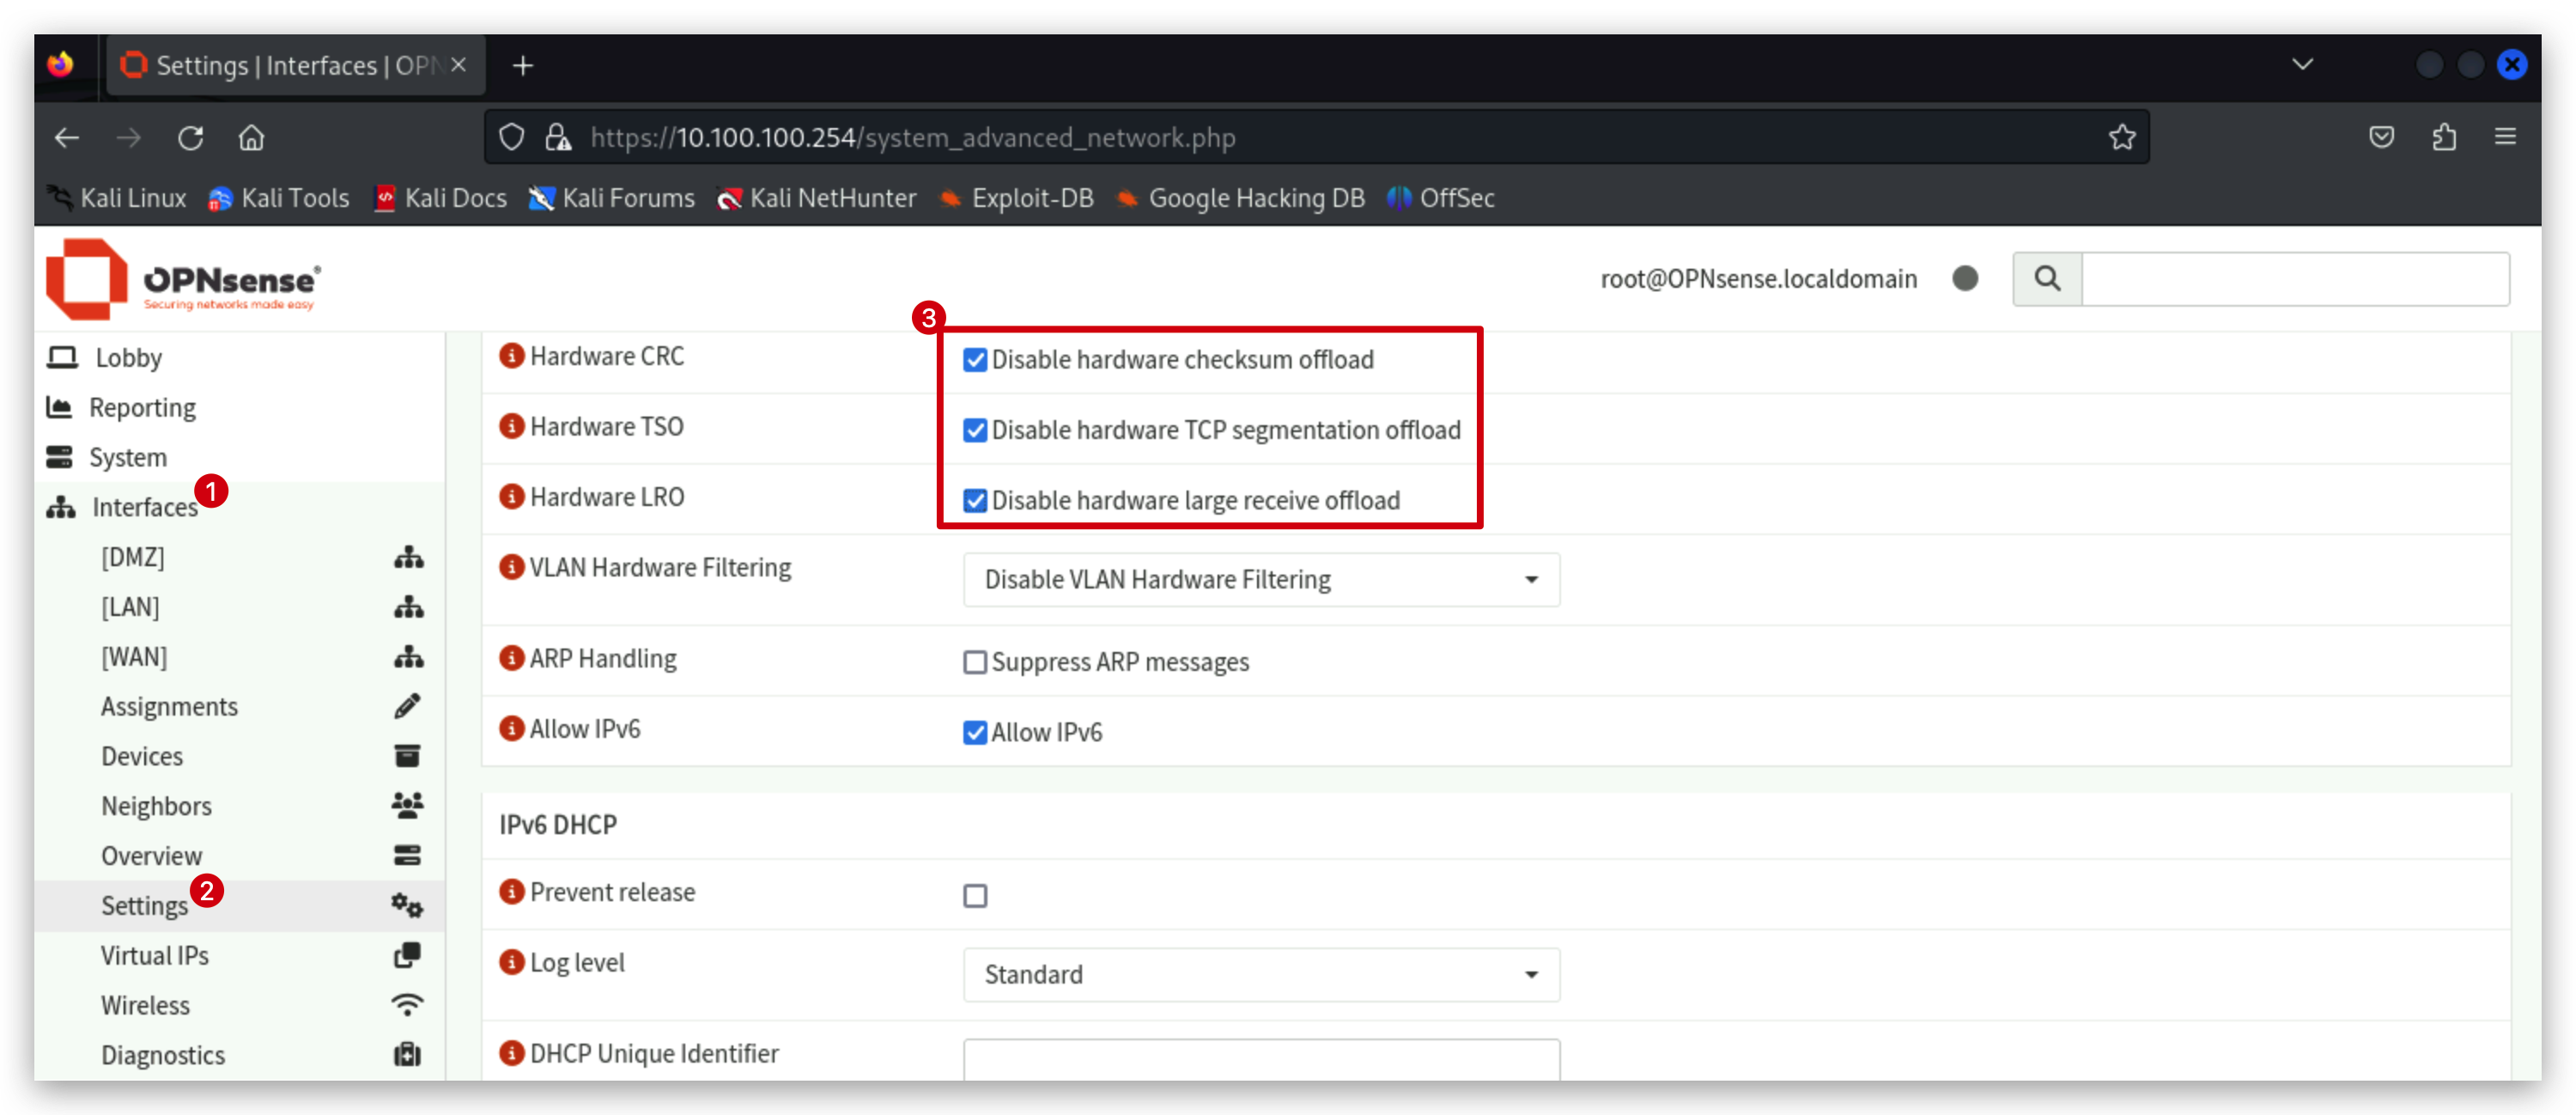 Settings | Interfaces | OPN
https://10.100.100.254/system_advanced_network.php
Kali Linux Kali Tools Kali Docs Kali Forums Kali NetHunter Exploit-DB Google Hacking DB OffSec
OPNsense®
Securing networks made easy
root@OPNsense.localdomain
Lobby
Reporting
System
Interfaces 1
[DMZ]
[LAN]
[WAN]
Assignments
Devices
Neighbors
Overview
Settings 2
Virtual IPs
Wireless
Diagnostics
3
Hardware CRC Disable hardware checksum offload
Hardware TSO Disable hardware TCP segmentation offload
Hardware LRO Disable hardware large receive offload
VLAN Hardware Filtering Disable VLAN Hardware Filtering
ARP Handling Suppress ARP messages
Allow IPv6 Allow IPv6
IPv6 DHCP
Prevent release
Log level Standard
DHCP Unique Identifier